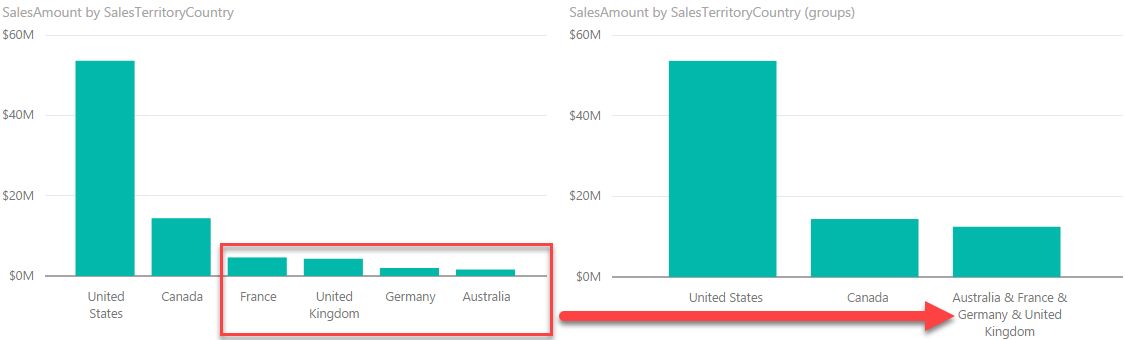 SalesAmount by SalesTerritoryCountry
$60M
$40M
$20M
$0M
United
States
Canada
France
United
Kingdom
Germany
Australia
SalesAmount by SalesTerritoryCountry (groups)
$60M
$40M
$20M
$0M
United States
Canada
Australia & France &
Germany & United
Kingdom